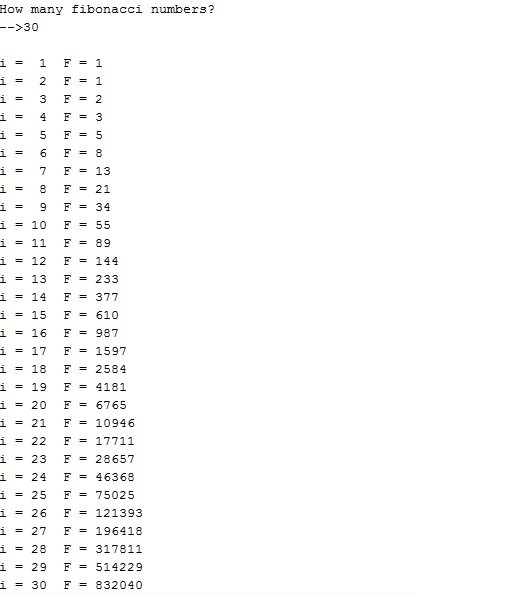 How many fibonacci numbers?
-->30
i =  1  F = 1
i =  2  F = 1
i =  3  F = 2
i =  4  F = 3
i =  5  F = 5
i =  6  F = 8
i =  7  F = 13
i =  8  F = 21
i =  9  F = 34
i = 10  F = 55
i = 11  F = 89
i = 12  F = 144
i = 13  F = 233
i = 14  F = 377
i = 15  F = 610
i = 16  F = 987
i = 17  F = 1597
i = 18  F = 2584
i = 19  F = 4181
i = 20  F = 6765
i = 21  F = 10946
i = 22  F = 17711
i = 23  F = 28657
i = 24  F = 46368
i = 25  F = 75025
i = 26  F = 121393
i = 27  F = 196418
i = 28  F = 317811
i = 29  F = 514229
i = 30  F = 832040